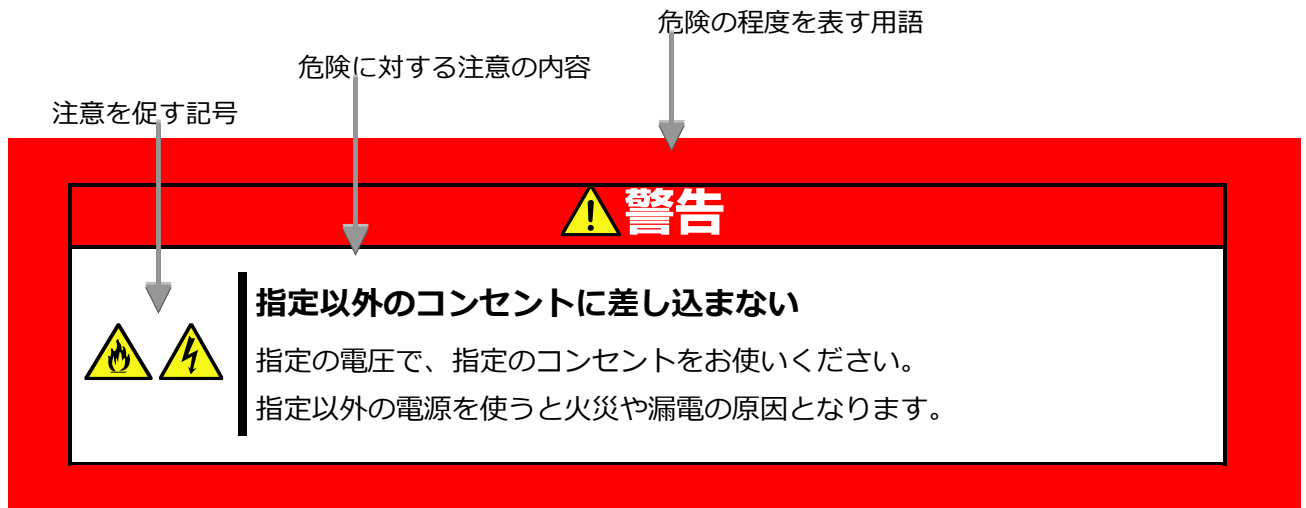 危険の程度を表す用語
危険に対する注意の内容
注意を促す記号
警告
指定以外のコンセントに差し込まない
指定の電圧で、指定のコンセントをお使いください。
指定以外の電源を使うと火災や漏電の原因となります。